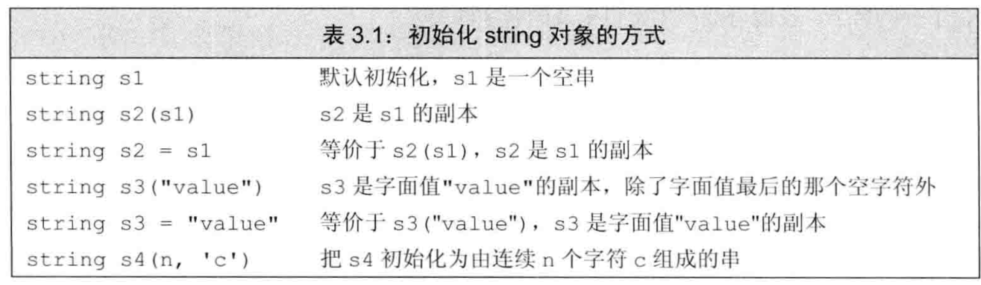 表 3.1：初始化 string 对象的方式
string s1 默认初始化，s1 是一个空串
string s2(s1) s2 是 s1 的副本
string s2 = s1 等价于 s2(s1)，s2 是 s1 的副本
string s3("value") s3 是字面值"value"的副本，除了字面值最后的那个空字符外
string s3 = "value" 等价于 s3("value")，s3 是字面值"value"的副本
string s4(n, 'c') 把 s4 初始化为由连续 n 个字符 c 组成的串